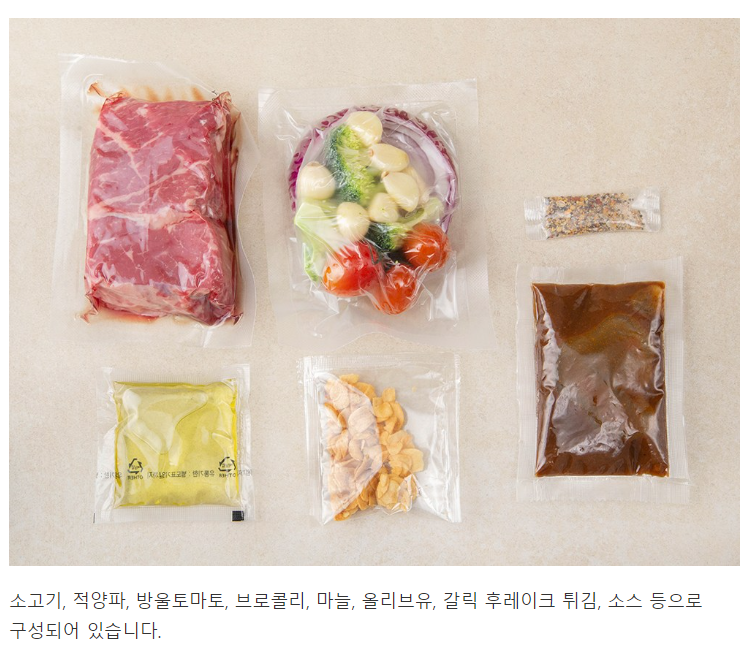 소고기, 적양파, 방울토마토, 브로콜리, 마늘, 올리브유, 갈릭 후레이크 튀김, 소스 등으로
구성되어 있습니다.